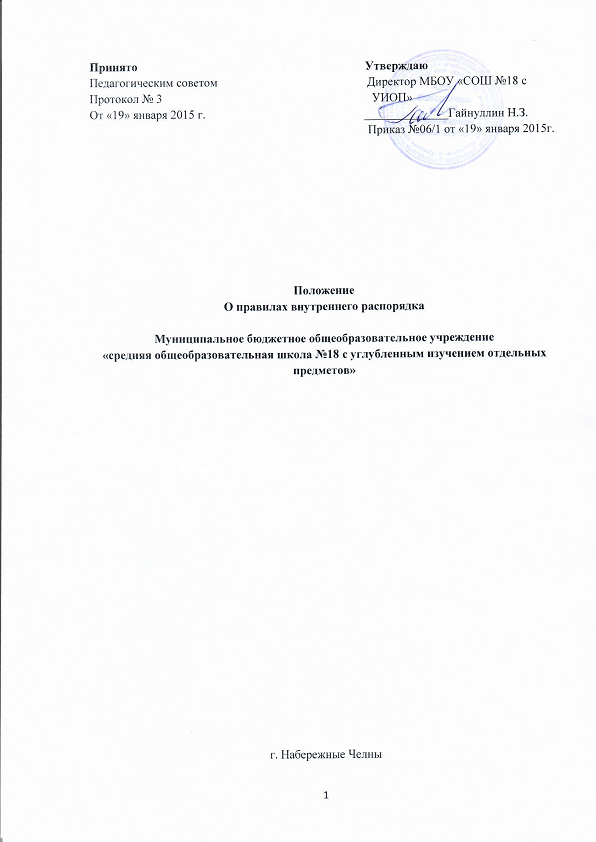 Принято
Педагогическим советом
Протокол № 3
От «19» января 2015 г.
Утверждаю
Директор МБОУ «СОШ №18 с
УИОП»
Гайнуллин Н.З.
Приказ №06/1 от «19» января 2015г.
Положение
О правилах внутреннего распорядка
Муниципальное бюджетное общеобразовательное учреждение
«средняя общеобразовательная школа №18 с углубленным изучением отдельных
предметов»
г. Набережные Челны
1